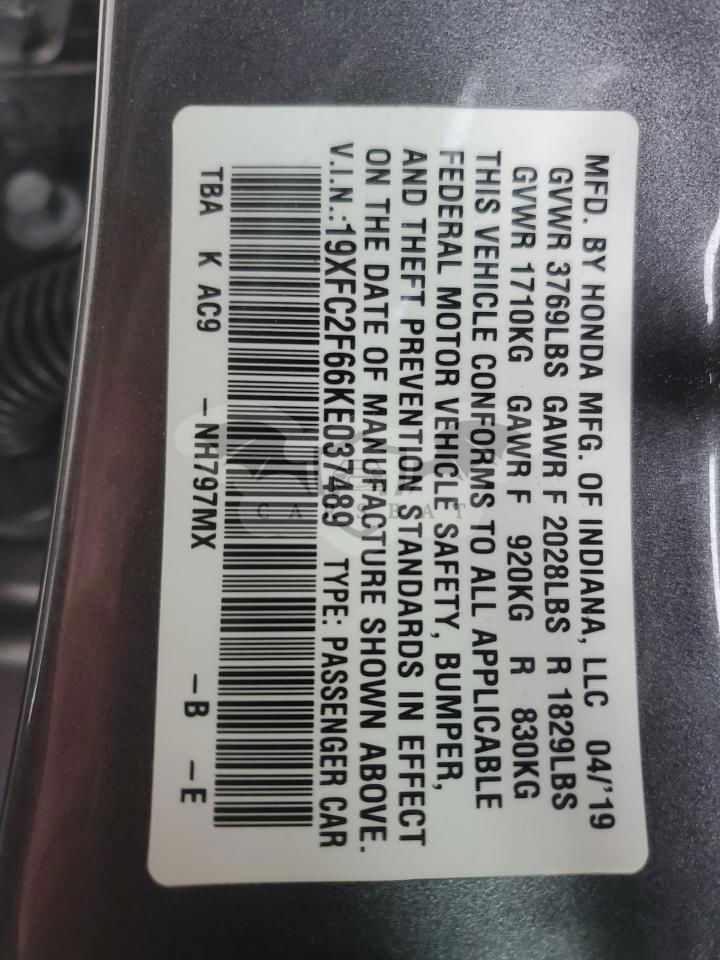 MFD. BY HONDA MFG. OF INDIANA, LLC 04/'19
GVWR 3769LBS GAWR F 2028LBS R 1829LBS
GVWR 1710KG GAWR F 920KG R 830KG
THIS VEHICLE CONFORMS TO ALL APPLICABLE
FEDERAL MOTOR VEHICLE SAFETY, BUMPER,
AND THEFT PREVENTION STANDARDS IN EFFECT
ON THE DATE OF MANUFACTURE SHOWN ABOVE.
V.I.N.:19XFC2F66KE037489 TYPE: PASSENGER CAR
TBA K AC9 -NH797MX -B -E